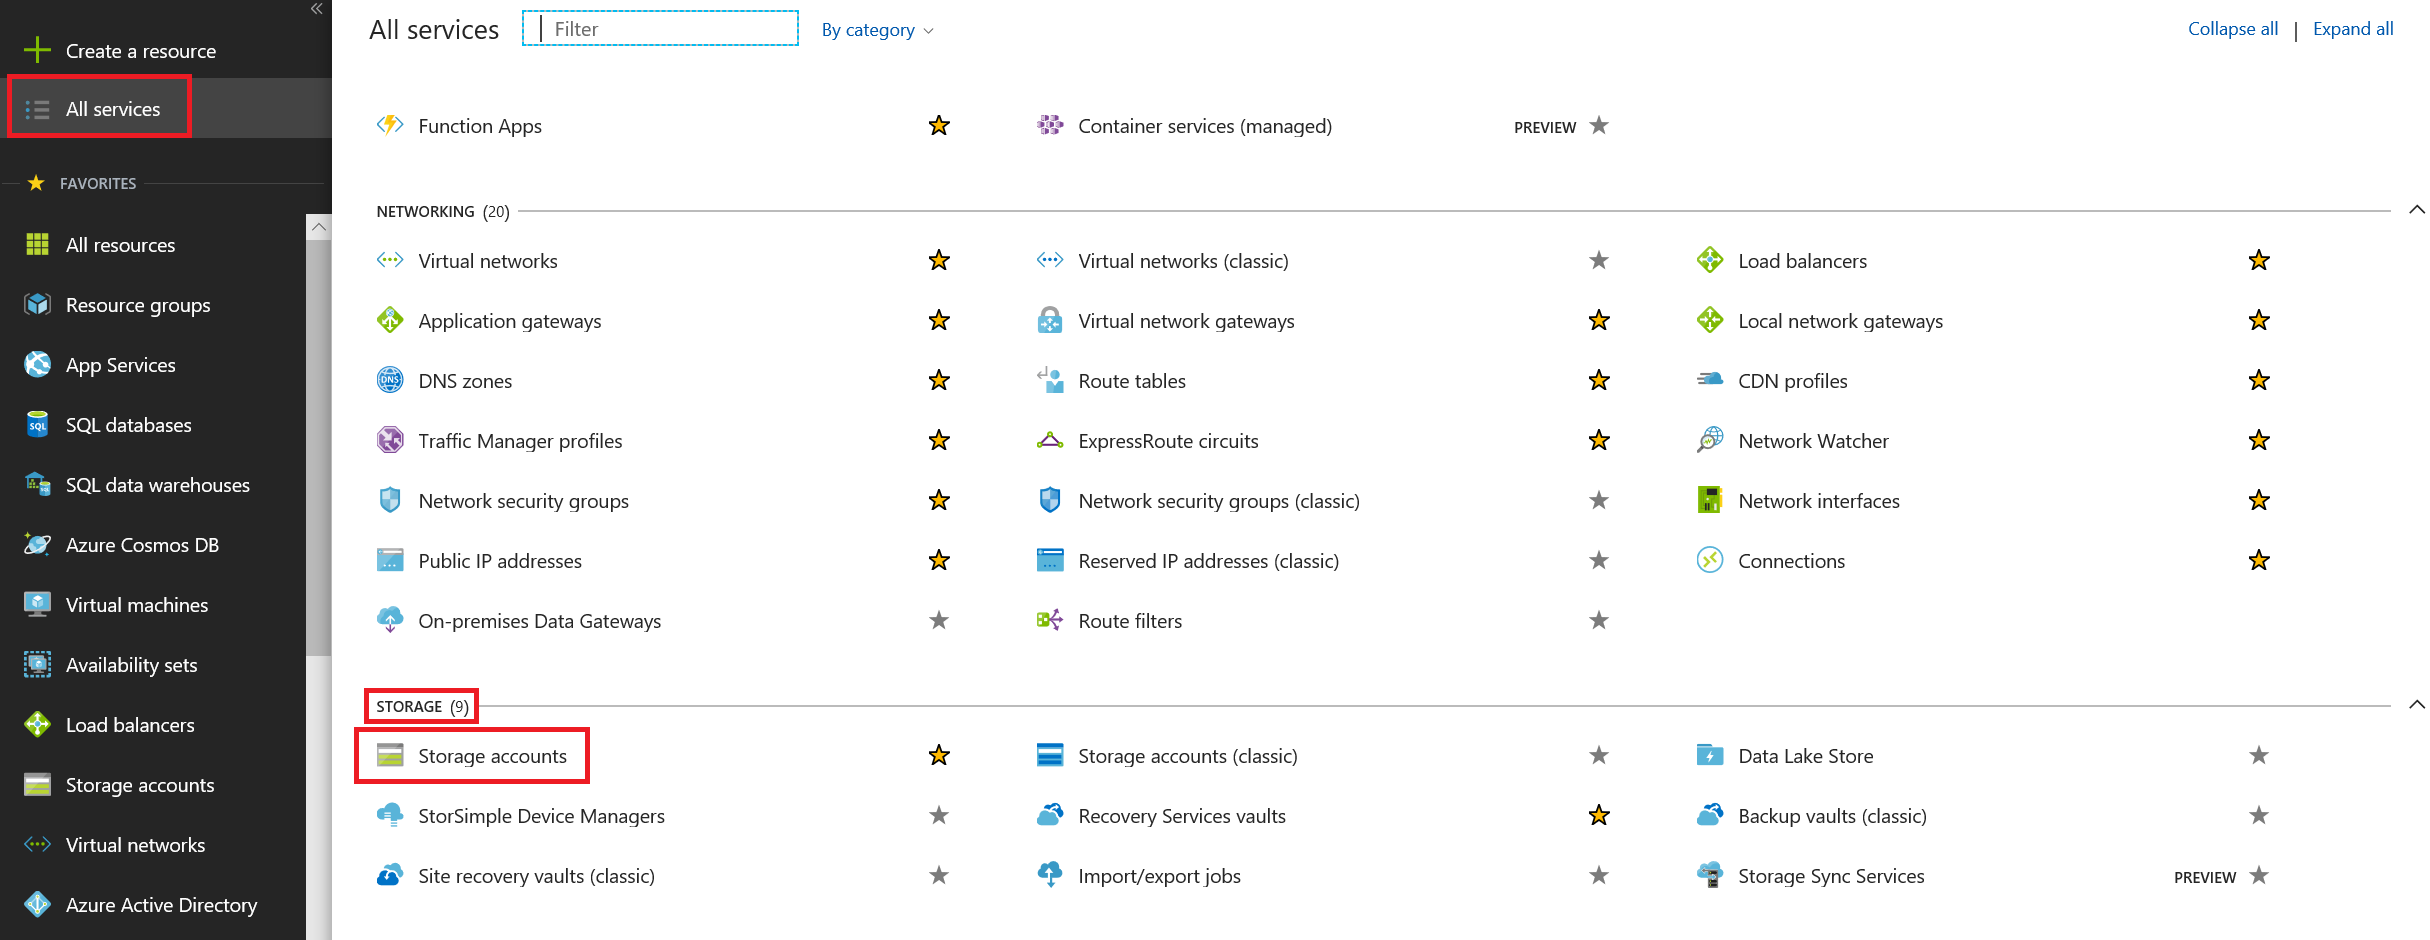 Create a resource
All services
FAVORITES
All resources
Resource groups
App Services
SQL databases
SQL data warehouses
Azure Cosmos DB
Virtual machines
Availability sets
Load balancers
Storage accounts
Virtual networks
Azure Active Directory
All services
Filter
By category
Collapse all | Expand all
Function Apps
Container services (managed)
PREVIEW
NETWORKING (20)
Virtual networks
Virtual networks (classic)
Load balancers
Application gateways
Virtual network gateways
Local network gateways
DNS
DNS zones
Route tables
CDN profiles
Traffic Manager profiles
ExpressRoute circuits
Network Watcher
Network security groups
Network security groups (classic)
Network interfaces
Public IP addresses
Reserved IP addresses (classic)
Connections
On-premises Data Gateways
Route filters
STORAGE (9)
Storage accounts
Storage accounts (classic)
Data Lake Store
StorSimple Device Managers
Recovery Services vaults
Backup vaults (classic)
Site recovery vaults (classic)
Import/export jobs
Storage Sync Services
PREVIEW